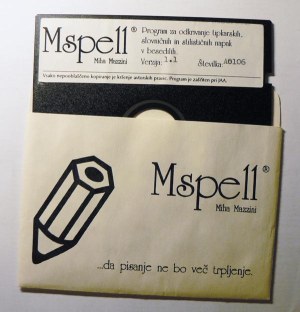 Mspell®
Miha Mazzini
Program za odkrivanje tipkarskih,
slovničnih in stilističnih napak
v besedilih.
Verzija: 1.1 Številka: A0106
Vsako nepooblaščeno kopiranje je kršenje avtorskih pravic. Program je zaščiten pri JAA.
Mspell®
Miha Mazzini
...da pisanje ne bo več trpljenje.